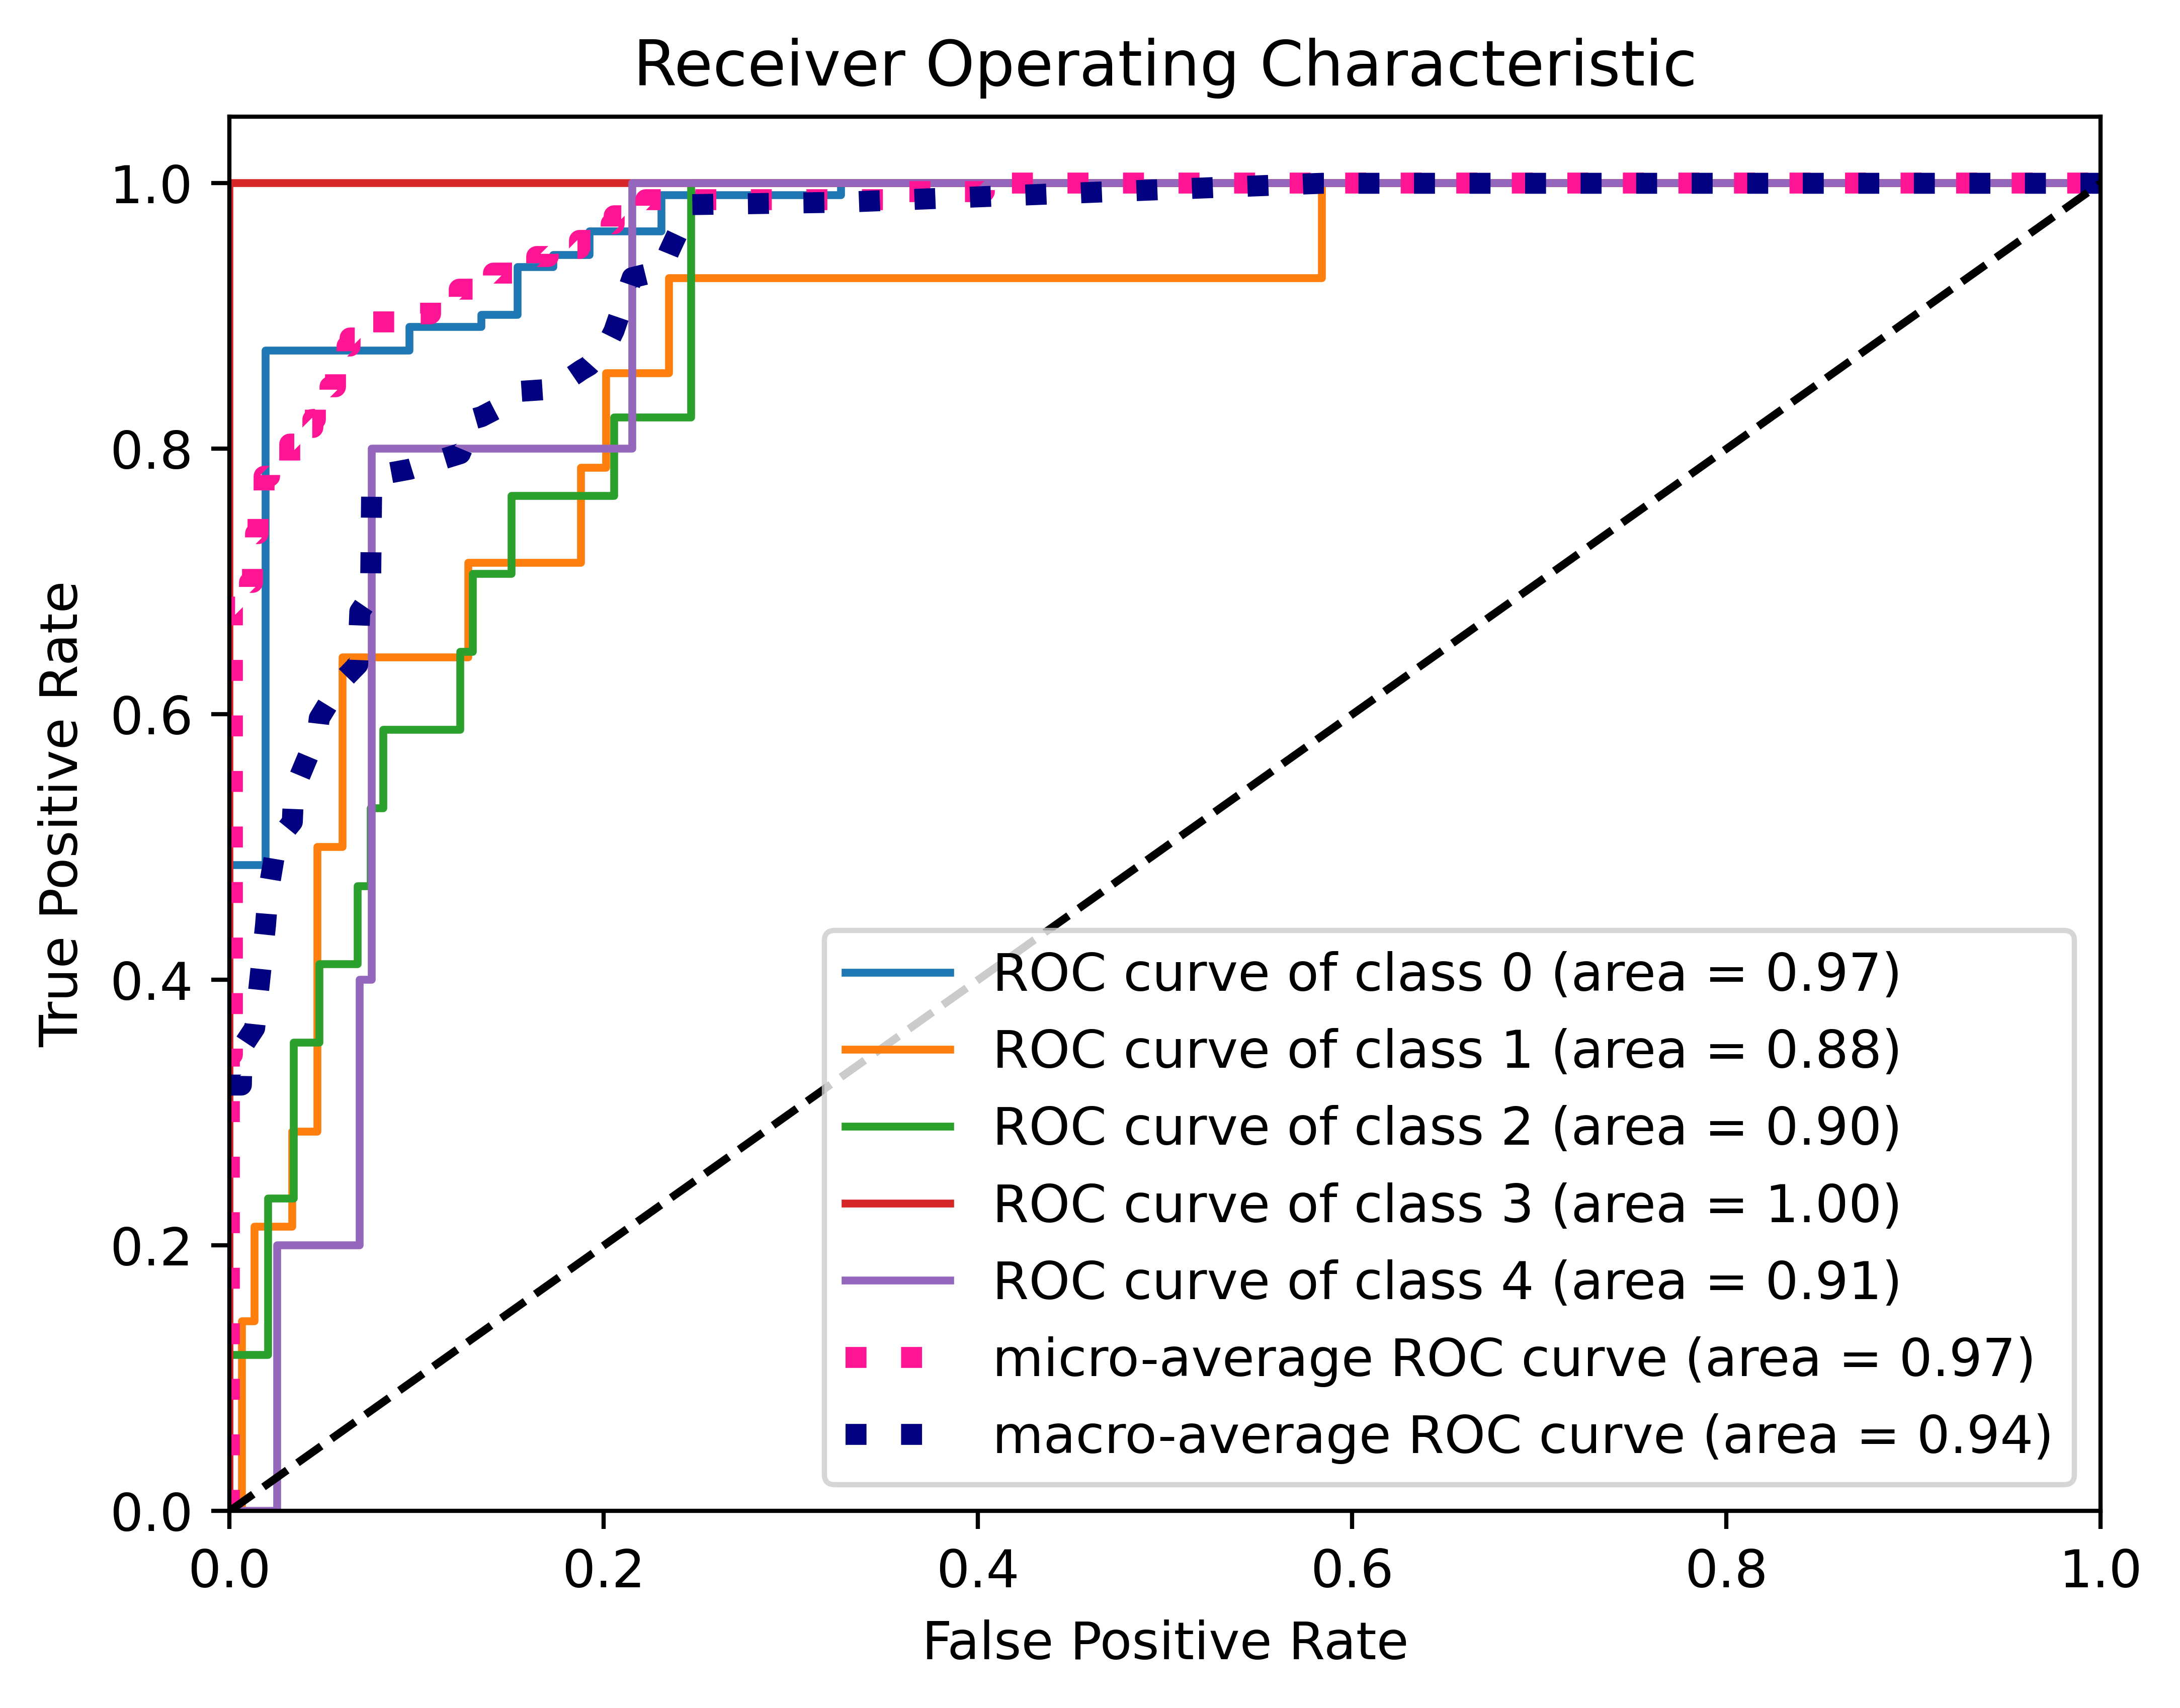 Receiver Operating Characteristic
1.0
0.8
0.6
0.4
0.2
0.0
True Positive Rate
ROC curve of class 0 (area = 0.97)
ROC curve of class 1 (area = 0.88)
ROC curve of class 2 (area = 0.90)
ROC curve of class 3 (area = 1.00)
ROC curve of class 4 (area = 0.91)
micro-average ROC curve (area = 0.97)
macro-average ROC curve (area = 0.94)
0.0 0.2 0.4 0.6 0.8 1.0
False Positive Rate